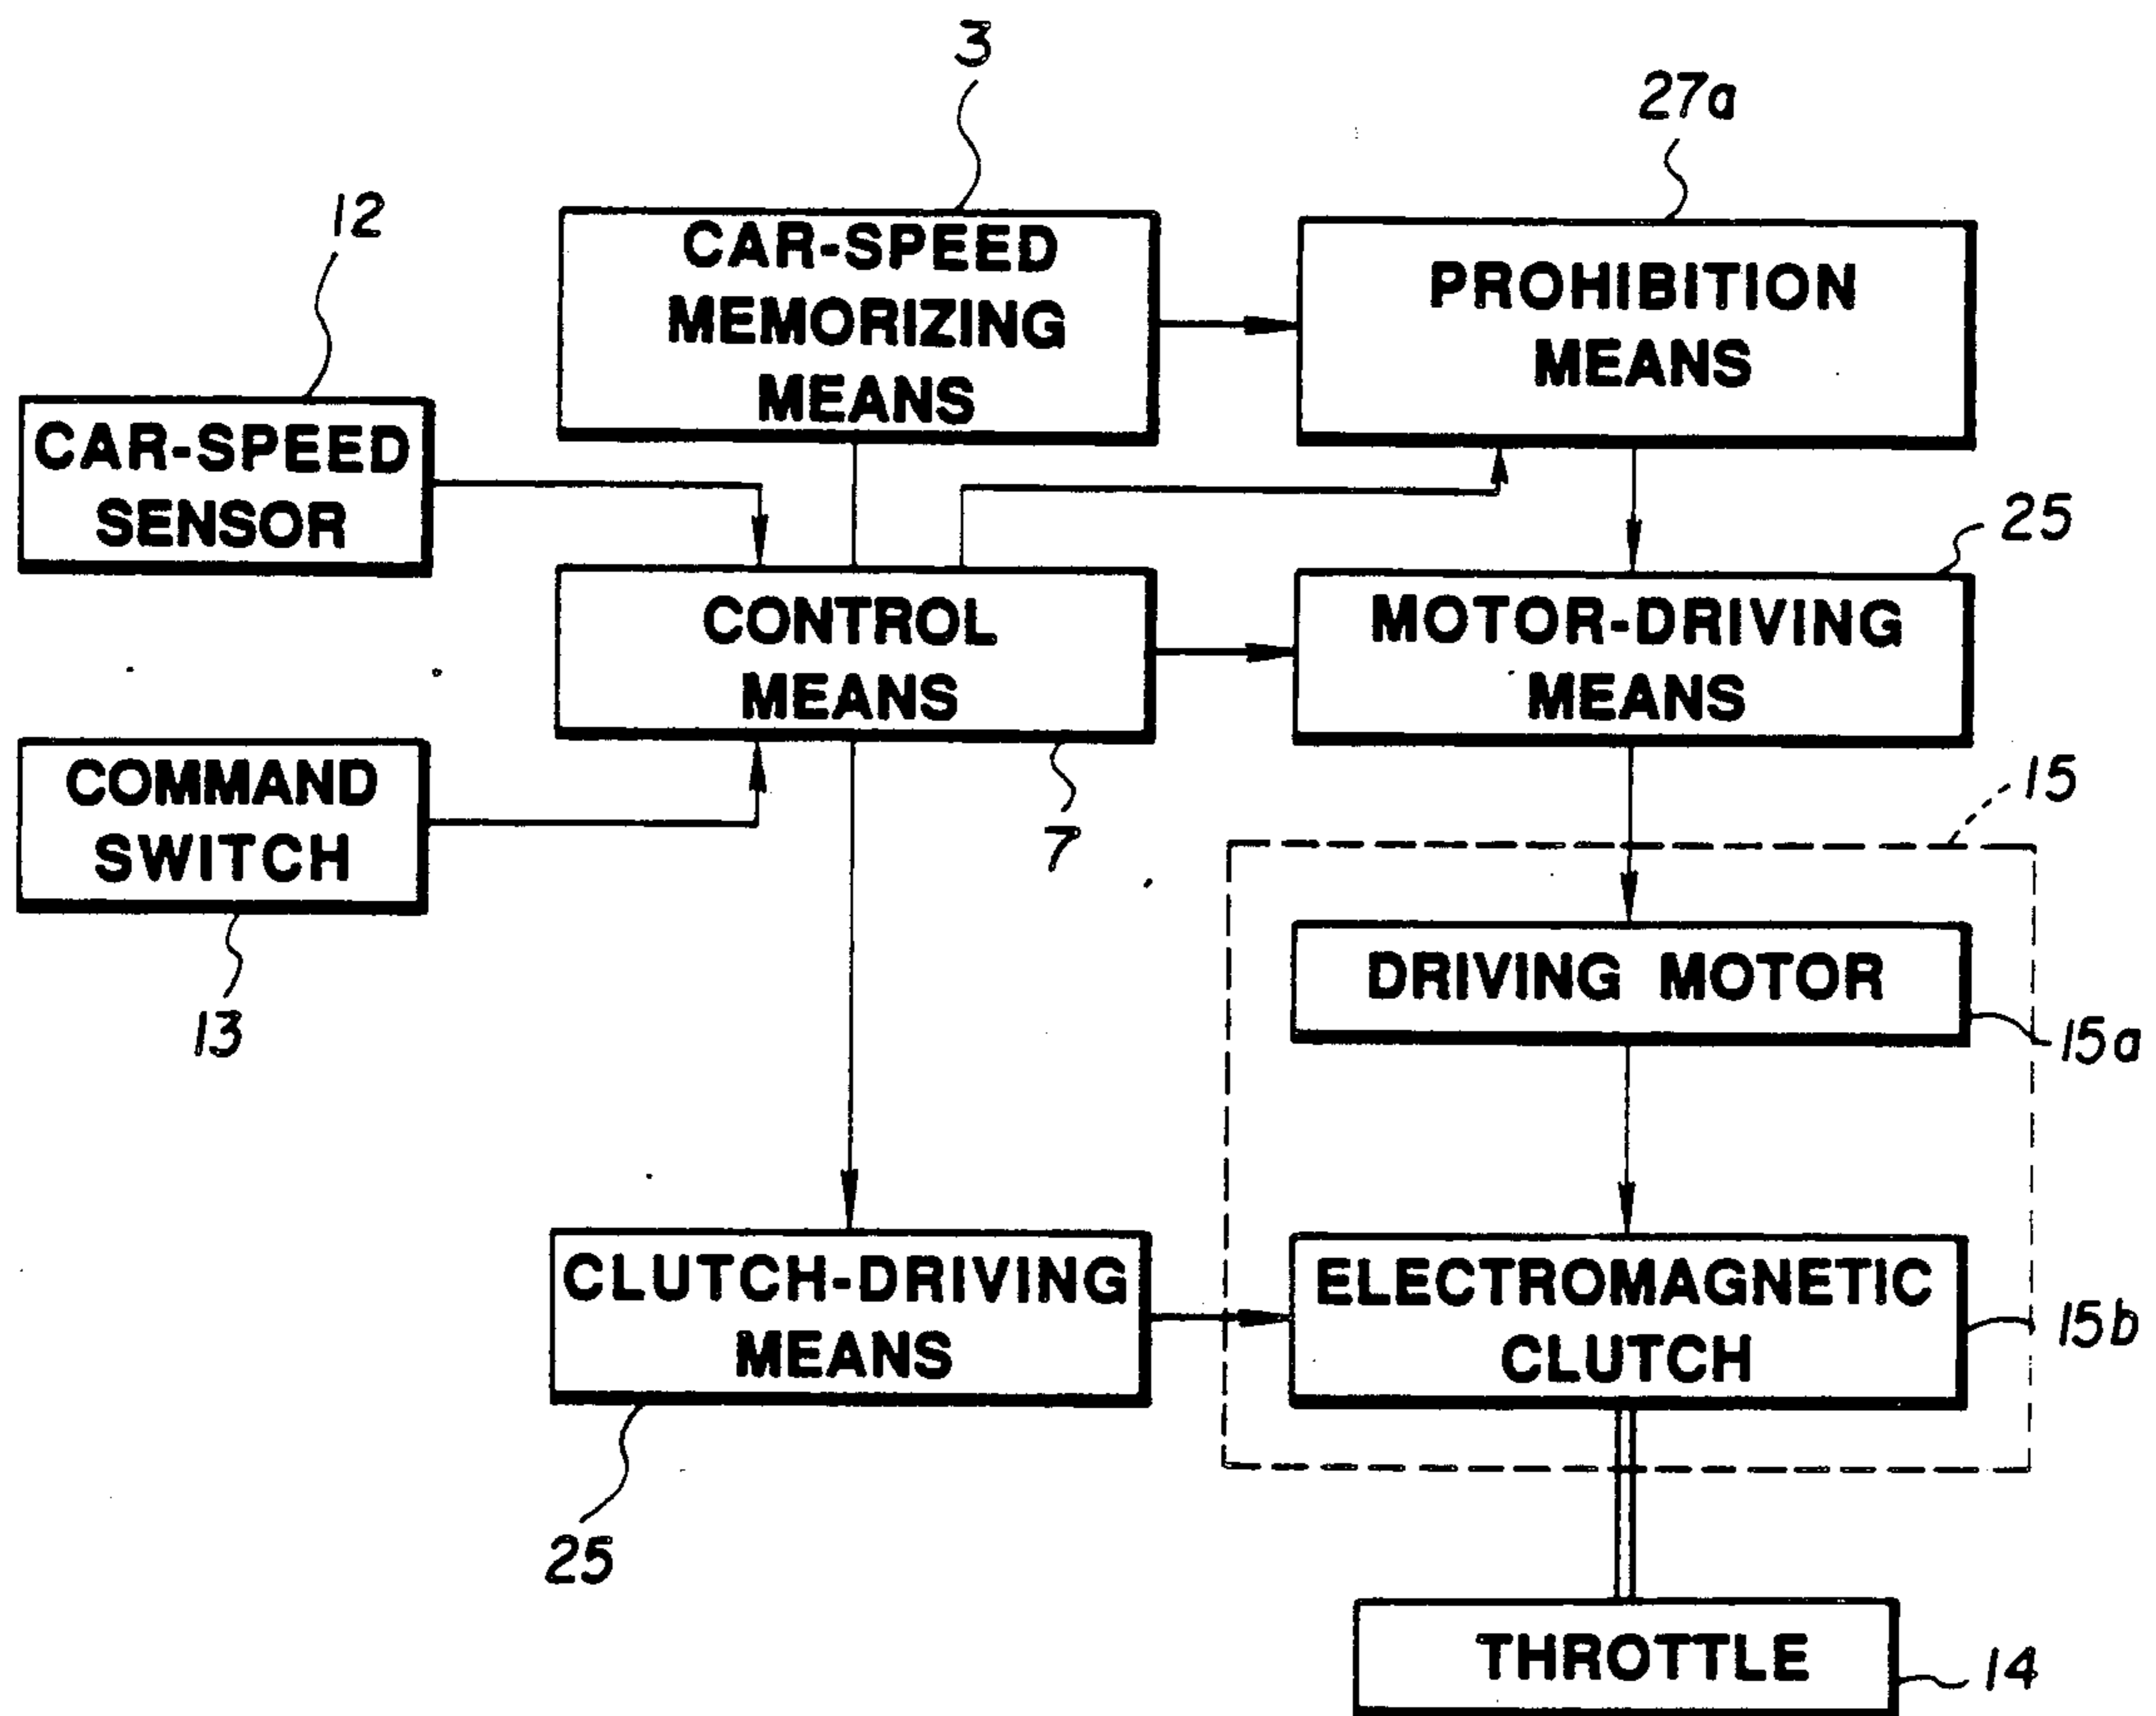 3
27a
12
CAR-SPEED
MEMORIZING
MEANS
PROHIBITION
MEANS
CAR-SPEED
SENSOR
25
CONTROL
MEANS
MOTOR-DRIVING
MEANS
COMMAND
SWITCH
7
15
13
DRIVING MOTOR
15a
CLUTCH-DRIVING
MEANS
ELECTROMAGNETIC
CLUTCH
15b
25
THROTTLE
14